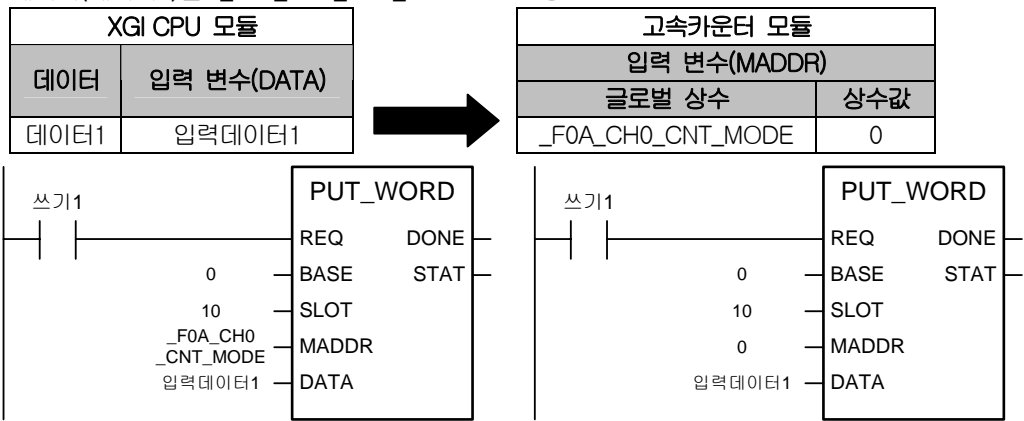 XGI CPU 모듈
데이터
입력 변수(DATA)
데이터1
입력데이터1
고속카운터 모듈
입력 변수(MADDR)
글로벌 상수
상수값
_F0A_CH0_CNT_MODE
0
쓰기1
PUT_WORD
REQ
DONE
0
BASE
STAT
10
SLOT
_F0A_CH0
_CNT_MODE
MADDR
입력데이터1
DATA
쓰기1
PUT_WORD
REQ
DONE
0
BASE
STAT
10
SLOT
0
MADDR
입력데이터1
DATA